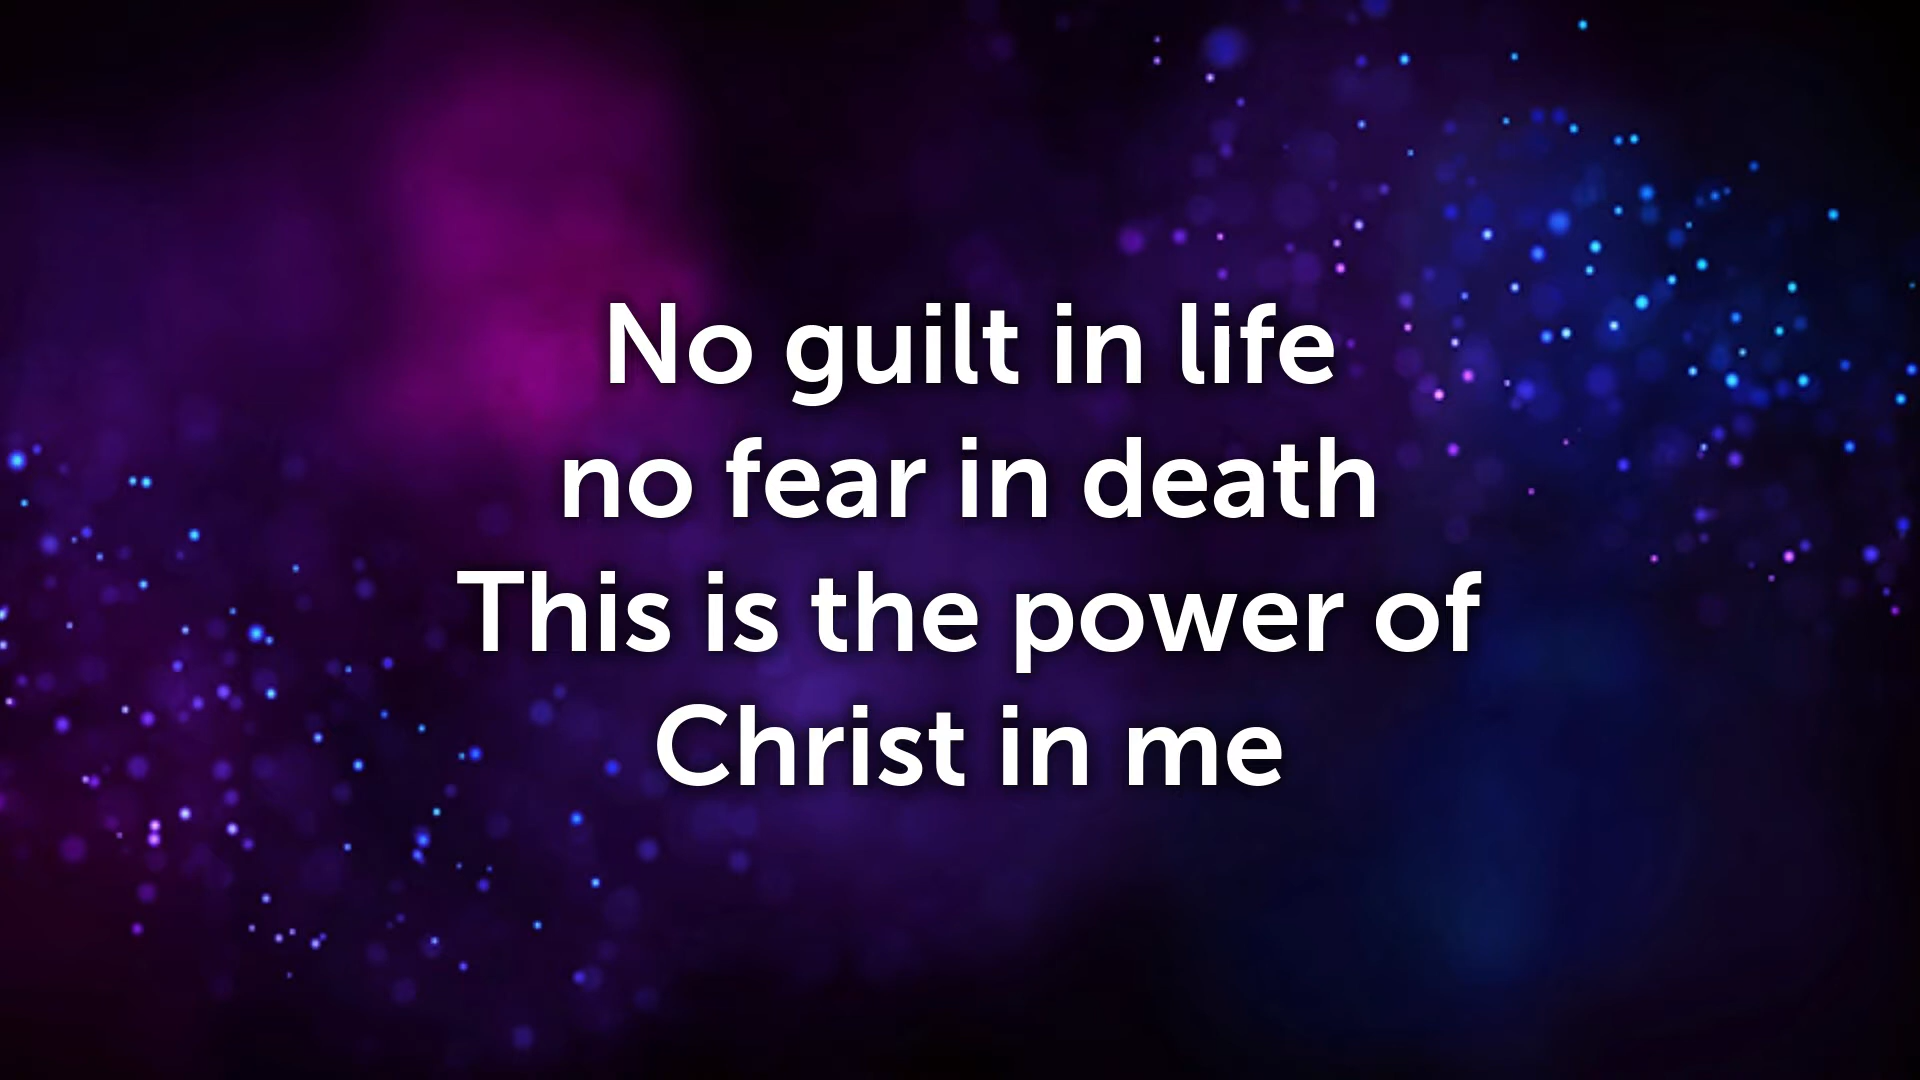 No guilt in life
no fear in death
This is the power of
Christ in me